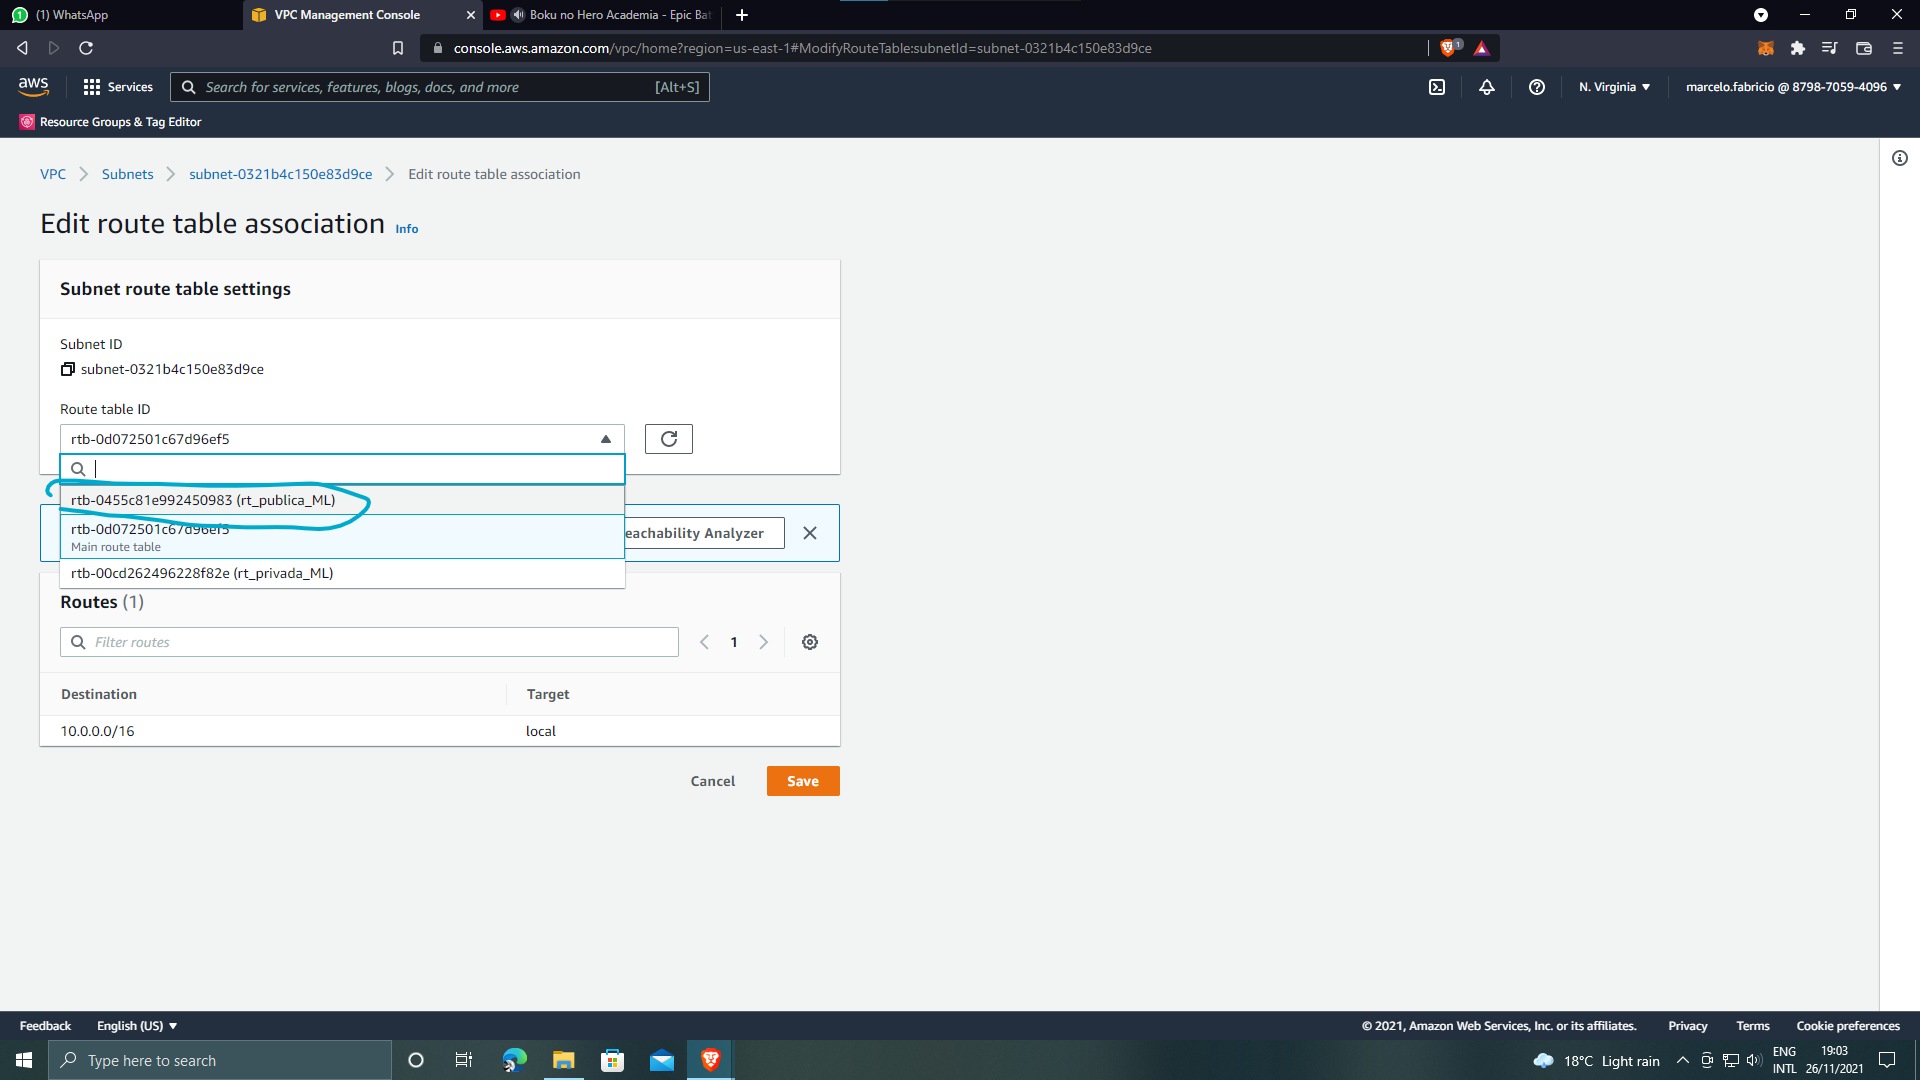 (1) WhatsApp
VPC Management Console
Boku no Hero Academia - Epic Bat
console.aws.amazon.com/vpc/home?region=us-east-1#ModifyRouteTable:subnetId=subnet-0321b4c150e83d9ce
1
aws
Services
Search for services, features, blogs, docs, and more
[Alt+S]
N. Virginia
marcelo.fabricio @ 8798-7059-4096
Resource Groups & Tag Editor
VPC
Subnets
subnet-0321b4c150e83d9ce
Edit route table association
Edit route table association
Info
Subnet route table settings
Subnet ID
subnet-0321b4c150e83d9ce
Route table ID
rtb-0d072501c67d96ef5
rtb-0455c81e992450983 (rt_publica_ML)
rtb-0d072501c67d96ef5
Main route table
eachability Analyzer
rtb-00cd262496228f82e (rt_privada_ML)
Routes (1)
Filter routes
1
Destination
Target
10.0.0.0/16
local
Cancel
Save
Feedback
English (US)
© 2021, Amazon Web Services, Inc. or its affiliates.
Privacy
Terms
Cookie preferences
Type here to search
18°C Light rain
ENG
INTL
19:03
26/11/2021